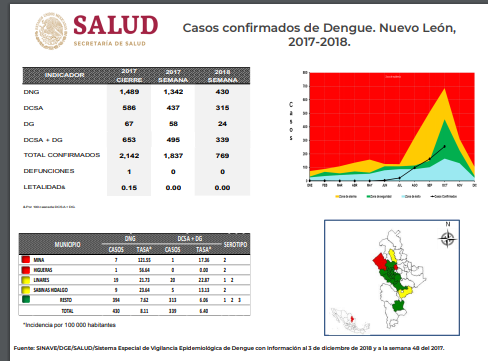 SALUD
SECRETARÍA DE SALUD
Casos confirmados de Dengue. Nuevo León,
2017-2018.
INDICADOR 2017 CIERRE 2017 SEMANA 2018 SEMANA
DNG 1,489 1,342 430
DCSA 586 437 315
DG 67 58 24
DCSA + DG 653 495 339
TOTAL CONFIRMADOS 2,142 1,837 769
DEFUNCIONES 1 0 0
LETALIDAD& 0.15 0.00 0.00
Casos
MUNICIPIO DNG DCSA + DG SEROTIPO
CASOS TASA* CASOS TASA*
MINA 7 121.55 1 17.36 2
HIGUERAS 1 56.64 0 0.00 2
LINARES 19 21.73 20 22.87 1 2
SABINAS HIDALGO 9 23.64 5 13.13 2
RESTO 394 7.62 313 6.06 1 2 3
TOTAL 430 8.11 339 6.40
*Incidencia por 100 000 habitantes
N
Fuente: SINAVE/DGE/SALUD/Sistema Especial de Vigilancia Epidemiológica de Dengue con información al 3 de diciembre de 2018 y a la semana 48 del 2017.